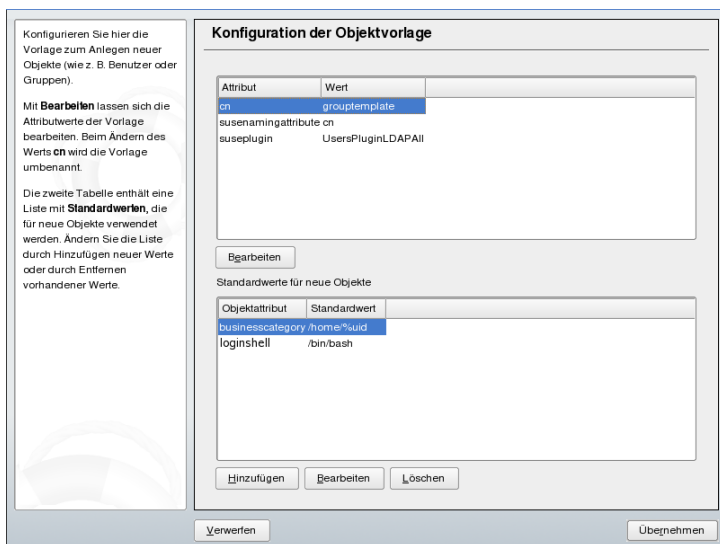 Konfigurieren Sie hier die
Vorlage zum Anlegen neuer
Objekte (wie z. B. Benutzer oder
Gruppen).
Mit Bearbeiten lassen sich die
Attributwerte der Vorlage
bearbeiten. Beim Ändern des
Werts cn wird die Vorlage
umbenannt.
Die zweite Tabelle enthält eine
Liste mit Standardwerten, die
für neue Objekte verwendet
werden. Ändern Sie die Liste
durch Hinzufügen neuer Werte
oder durch Entfernen
vorhandener Werte.
Konfiguration der Objektvorlage
Attribut Wert
cn grouptemplate
susenamingattribute cn
suseplugin UsersPluginLDAPAll
Bearbeiten
Standardwerte für neue Objekte
Objektattribut Standardwert
businesscategory /home/%uid
loginshell /bin/bash
Hinzufügen Bearbeiten Löschen
Verwerfen Übernehmen